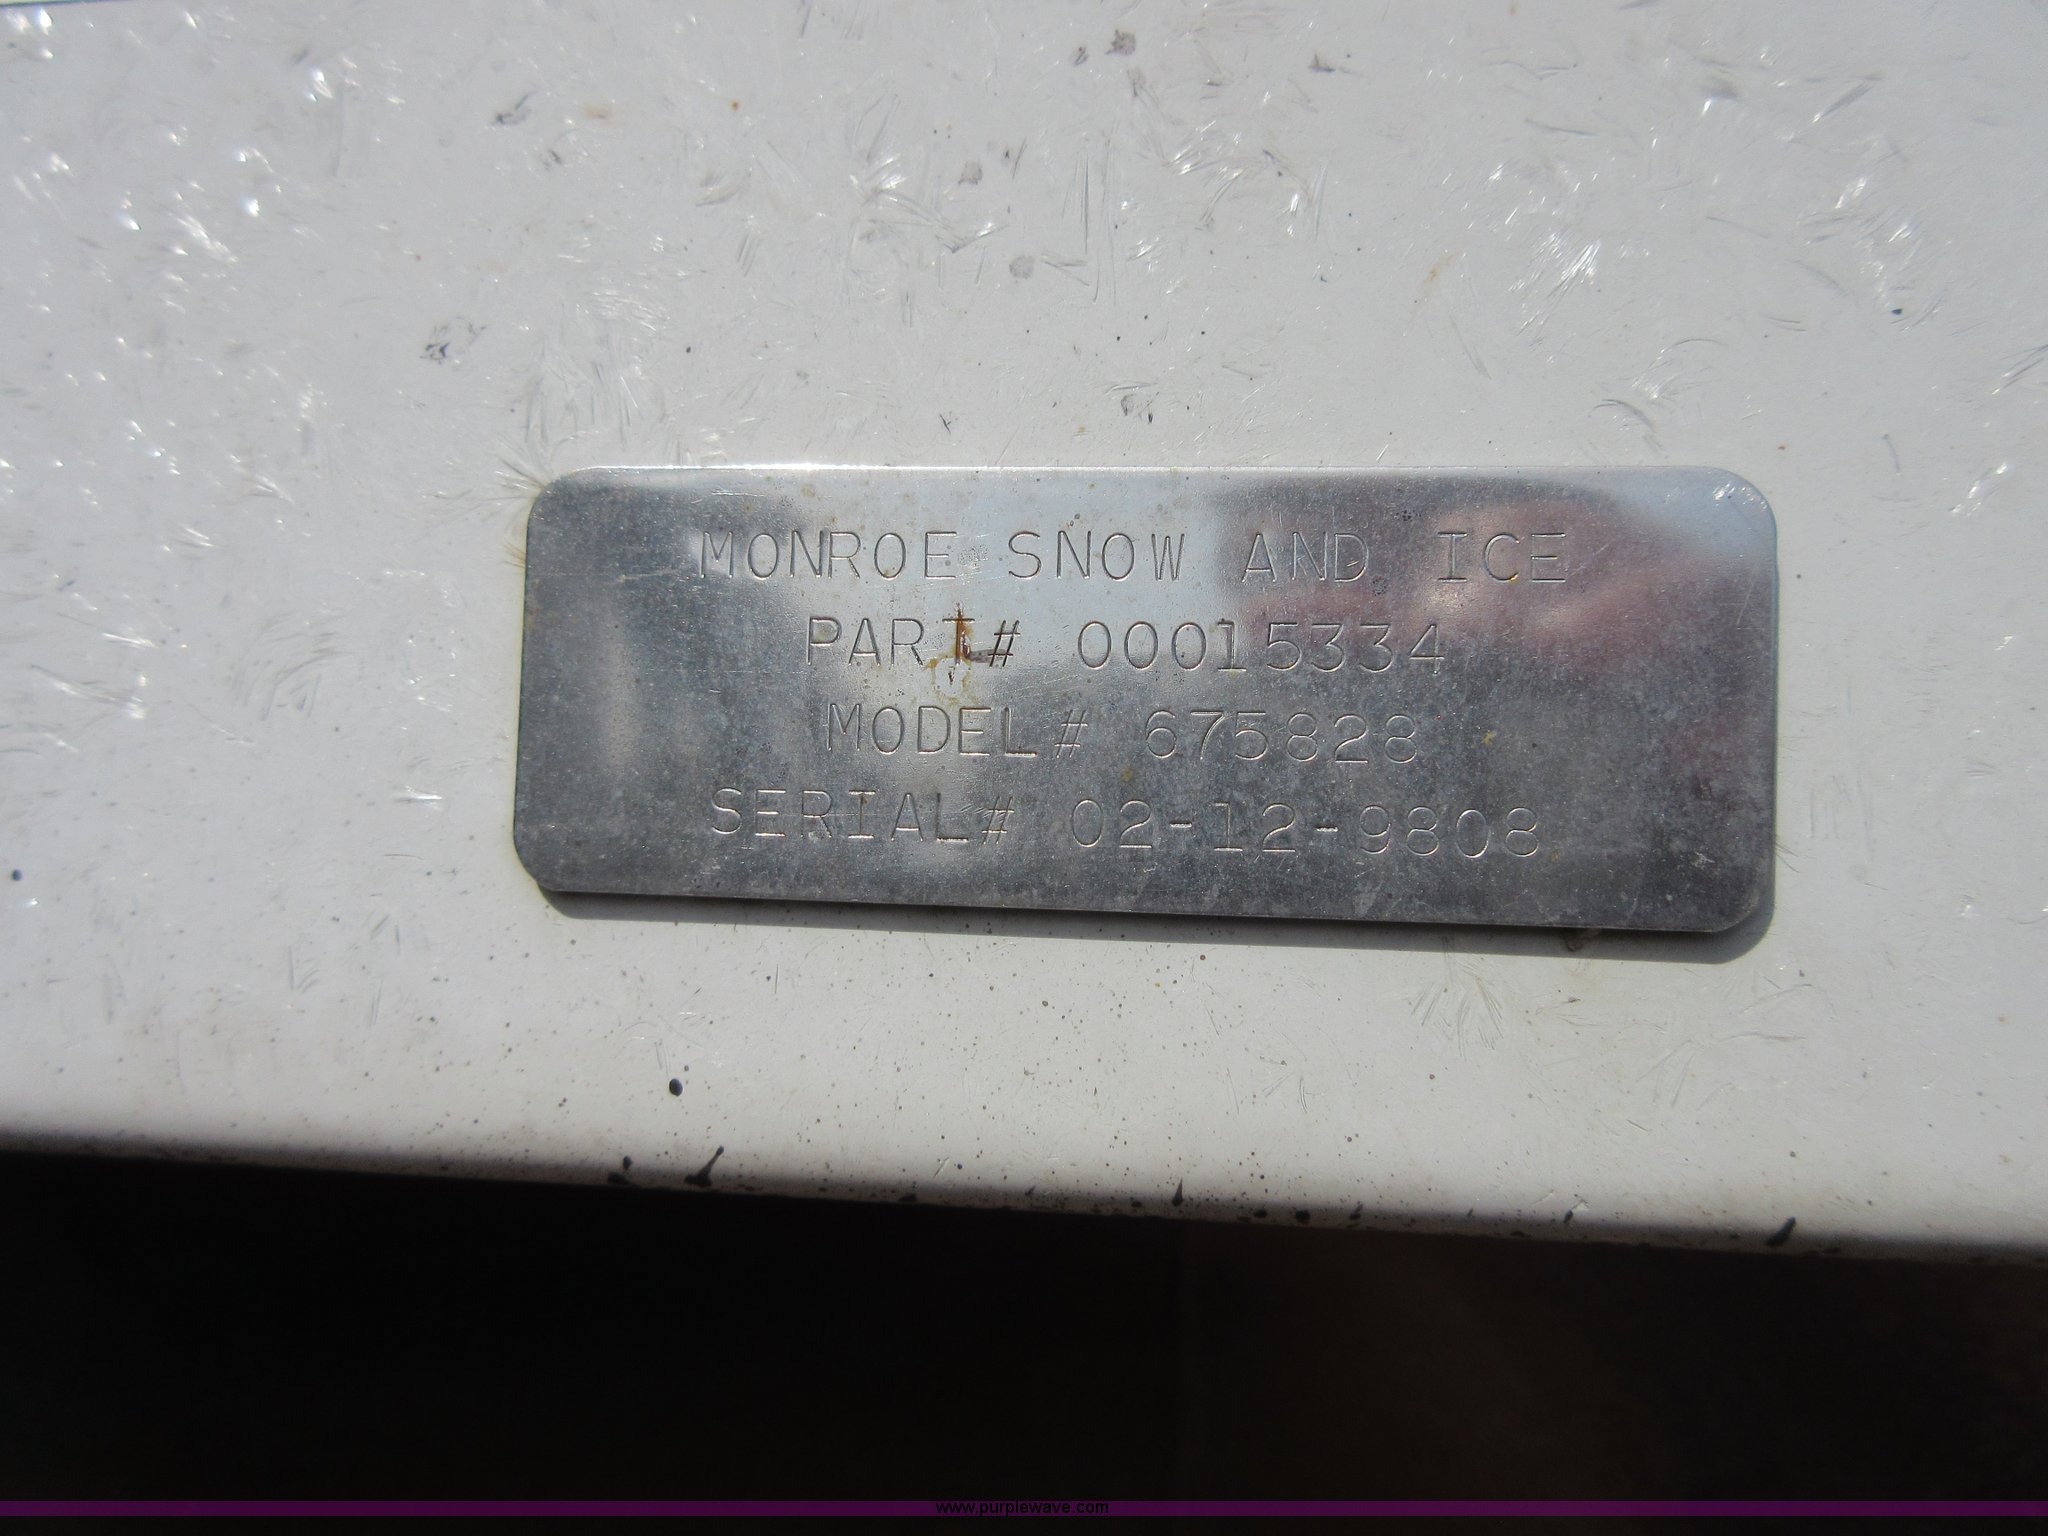 MONROE SNOW AND ICE
PART# 00015334
MODEL# 675828
SERIAL# 02-12-9808
www.purplewave.com